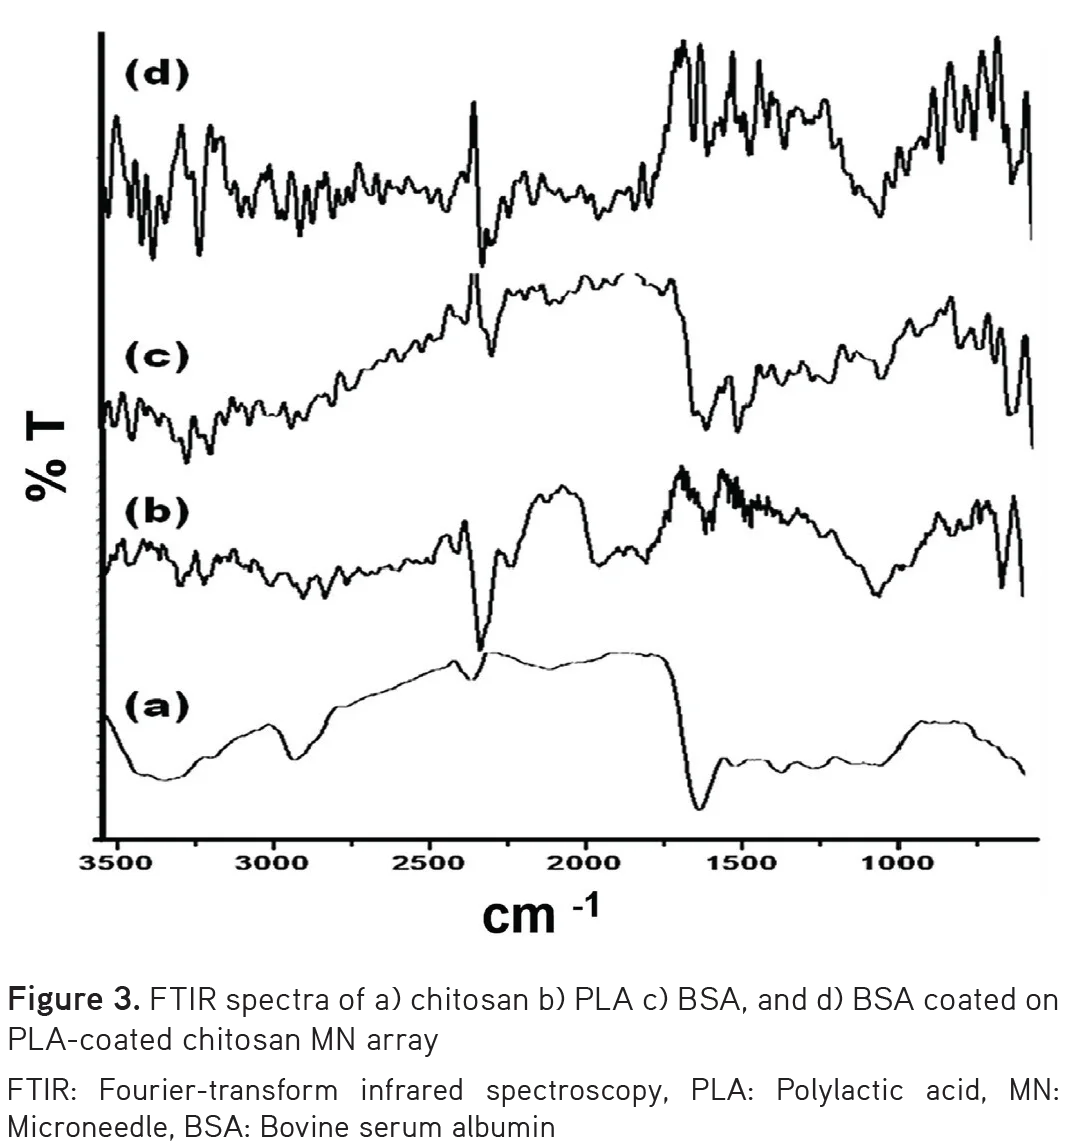 (d)
(c)
% T
(b)
(a)
3500 3000 2500 2000 1500 1000
cm -1
Figure 3. FTIR spectra of a) chitosan b) PLA c) BSA, and d) BSA coated on
PLA-coated chitosan MN array
FTIR: Fourier-transform infrared spectroscopy, PLA: Polylactic acid, MN:
Microneedle, BSA: Bovine serum albumin